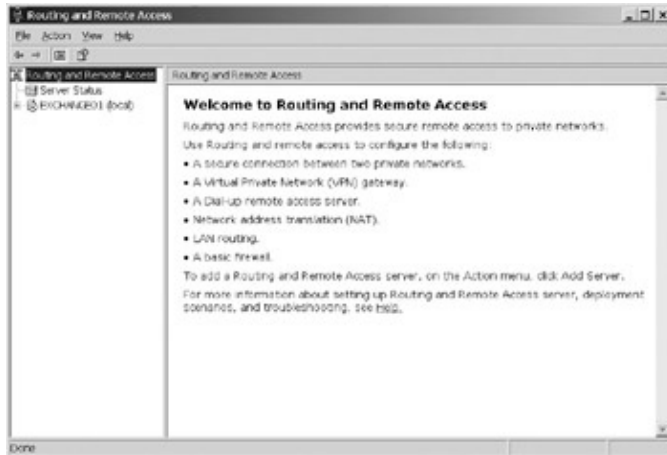 Routing and Remote Access
File Action View Help
Routing and Remote Access
Server Status
EXCHANGE01 (local)
Routing and Remote Access
Welcome to Routing and Remote Access
Routing and Remote Access provides secure remote access to private networks.
Use Routing and remote access to configure the following:
• A secure connection between two private networks.
• A Virtual Private Network (VPN) gateway.
• A Dial-up remote access server.
• Network address translation (NAT).
• LAN routing.
• A basic firewall.
To add a Routing and Remote Access server, on the Action menu, click Add Server.
For more information about setting up Routing and Remote Access server, deployment
scenarios, and troubleshooting, see Help.
Done